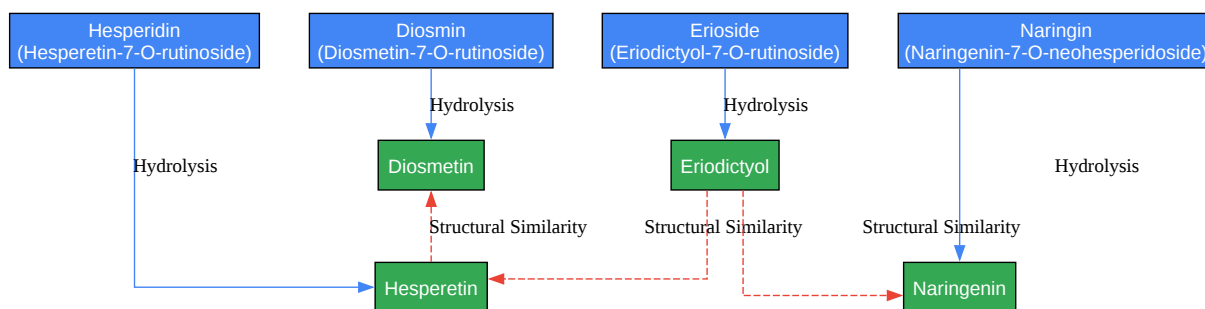 Hesperidin
(Hesperetin-7-O-rutinoside)
Diosmin
(Diosmetin-7-O-rutinoside)
Erioside
(Eriodictyol-7-O-rutinoside)
Naringin
(Naringenin-7-O-neohesperidoside)
Hydrolysis
Hydrolysis
Hydrolysis
Hydrolysis
Diosmetin
Eriodictyol
Structural Similarity
Structural Similarity
Structural Similarity
Hesperetin
Naringenin